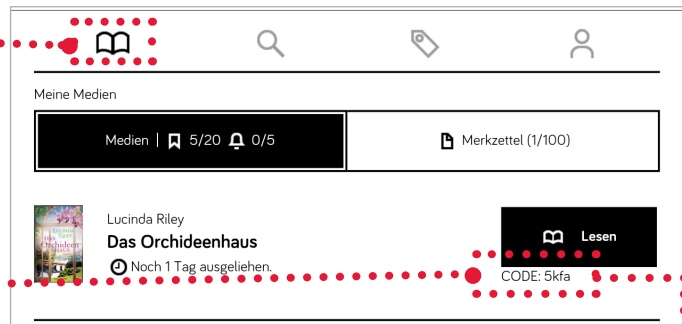 Meine Medien
Medien | 5/20 0/5
Merkzettel (1/100)
Lucinda Riley
Das Orchideenhaus
Noch 1 Tag ausgeliehen.
Lesen
CODE: 5kfa